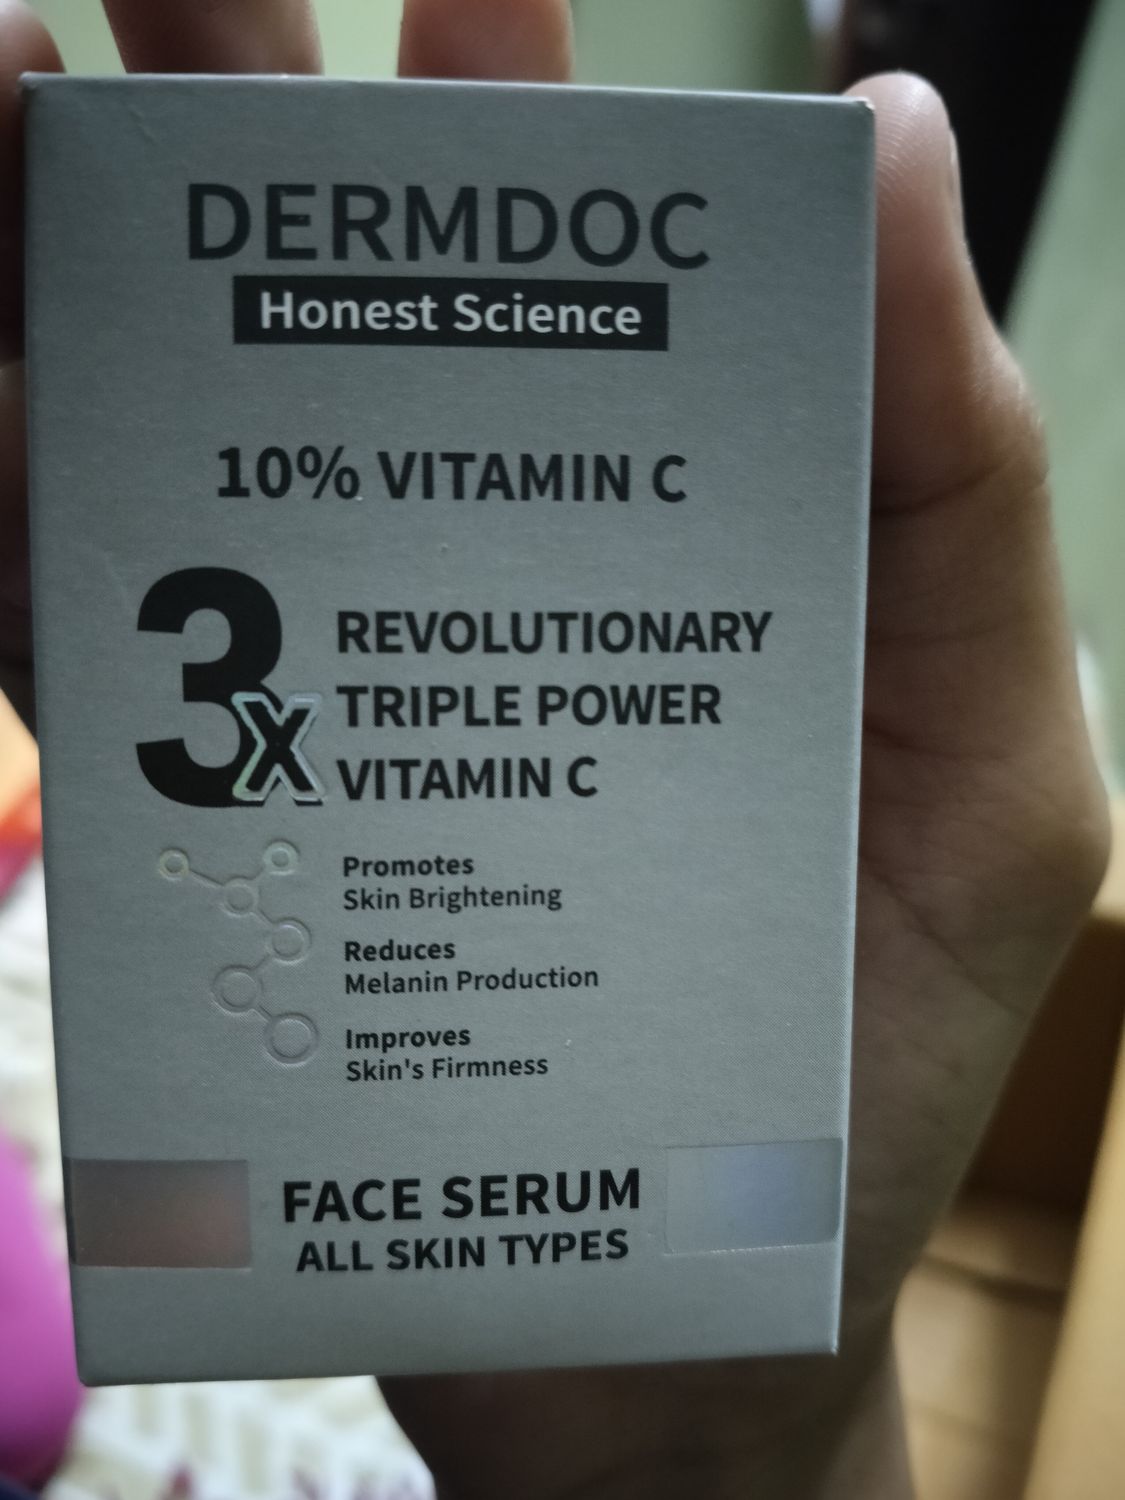 DERMDOC
Honest Science
10% VITAMIN C
3x
REVOLUTIONARY
TRIPLE POWER
VITAMIN C
Promotes
Skin Brightening
Reduces
Melanin Production
Improves
Skin's Firmness
FACE SERUM
ALL SKIN TYPES